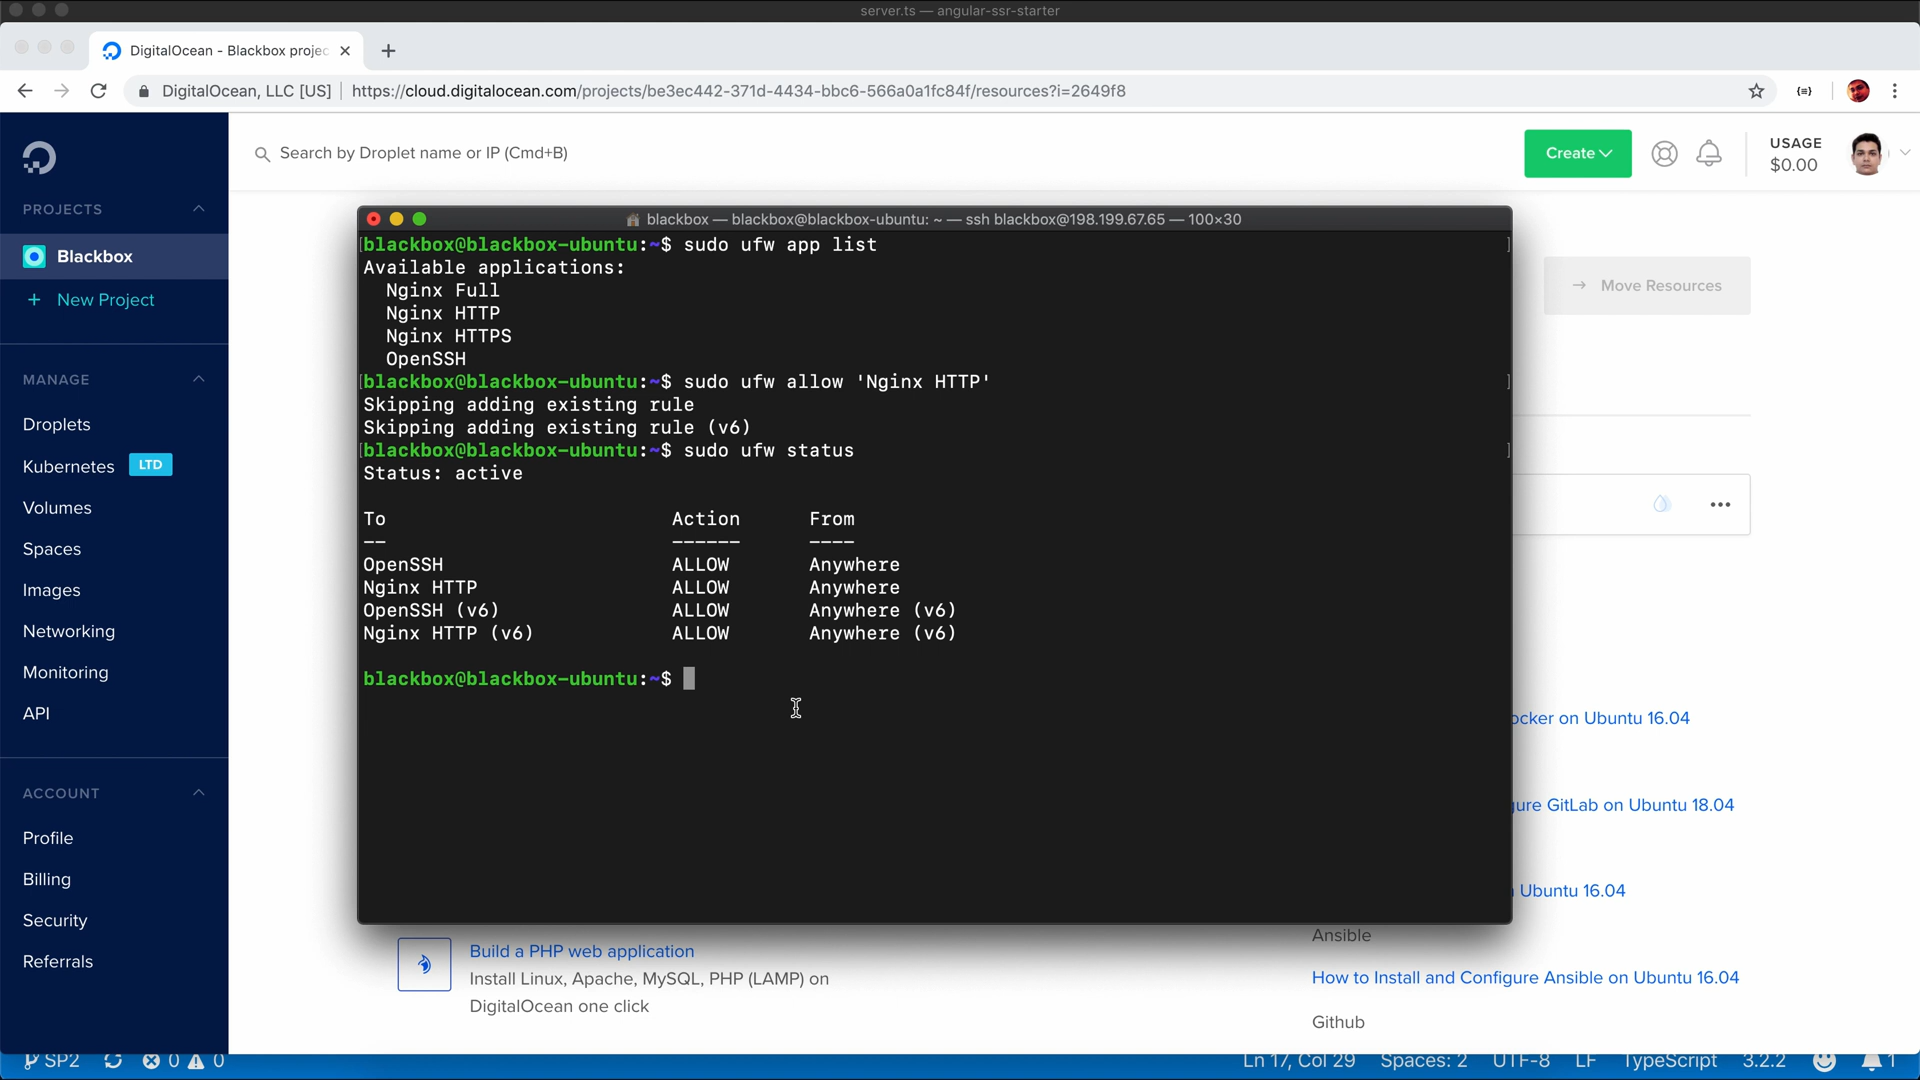 server.ts — angular-ssr-starter
DigitalOcean - Blackbox projec
DigitalOcean, LLC [US] | https://cloud.digitalocean.com/projects/be3ec442-371d-4434-bbc6-566a0a1fc84f/resources?i=2649f8
Search by Droplet name or IP (Cmd+B)
Create
USAGE
$0.00
PROJECTS
Blackbox
+ New Project
MANAGE
Droplets
Kubernetes LTD
Volumes
Spaces
Images
Networking
Monitoring
API
ACCOUNT
Profile
Billing
Security
Referrals
→ Move Resources
blackbox — blackbox@blackbox-ubuntu: ~ — ssh blackbox@198.199.67.65 — 100×30
[blackbox@blackbox-ubuntu:~$ sudo ufw app list ]
Available applications:
Nginx Full
Nginx HTTP
Nginx HTTPS
OpenSSH
[blackbox@blackbox-ubuntu:~$ sudo ufw allow 'Nginx HTTP' ]
Skipping adding existing rule
Skipping adding existing rule (v6)
[blackbox@blackbox-ubuntu:~$ sudo ufw status ]
Status: active
To Action From
-- ------ ----
OpenSSH ALLOW Anywhere
Nginx HTTP ALLOW Anywhere
OpenSSH (v6) ALLOW Anywhere (v6)
Nginx HTTP (v6) ALLOW Anywhere (v6)
blackbox@blackbox-ubuntu:~$
ocker on Ubuntu 16.04
gure GitLab on Ubuntu 18.04
Ubuntu 16.04
Build a PHP web application
Install Linux, Apache, MySQL, PHP (LAMP) on
DigitalOcean one click
Ansible
How to Install and Configure Ansible on Ubuntu 16.04
Github
SP2 0 0 Ln 17, Col 29 Spaces: 2 UTF-8 LF TypeScript 3.2.2 1